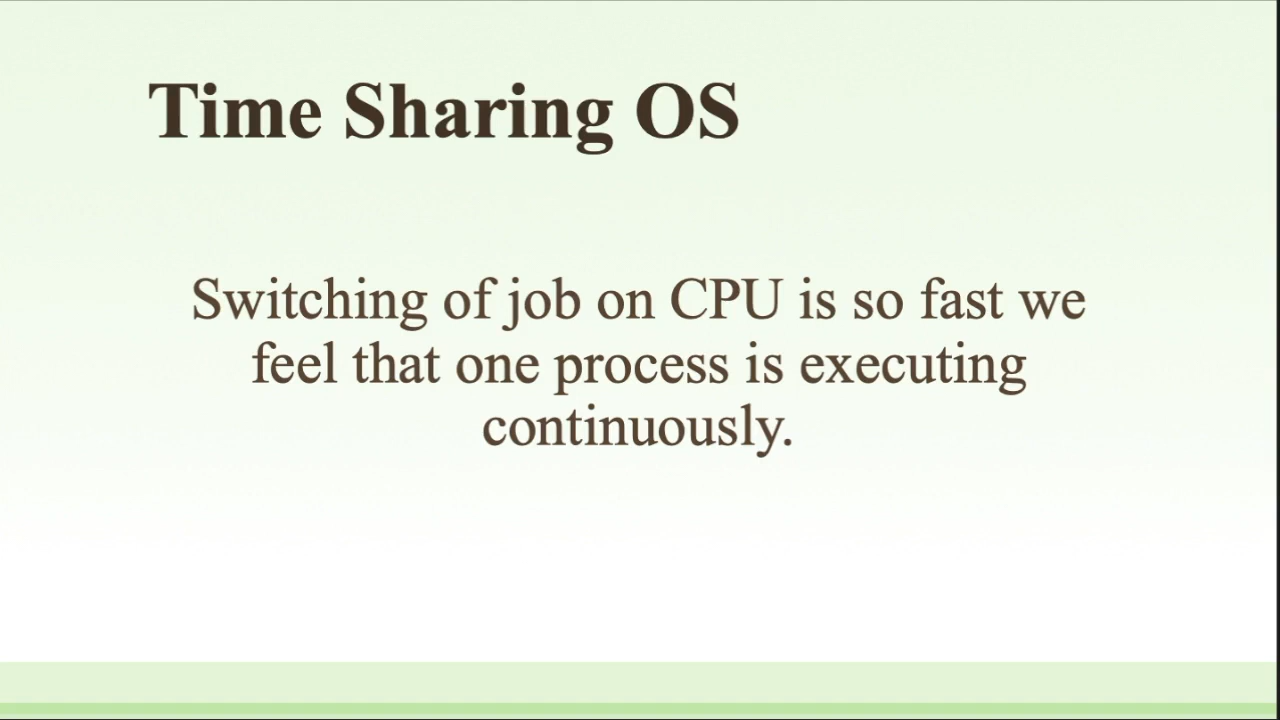 Time Sharing OS
Switching of job on CPU is so fast we
feel that one process is executing
continuously.